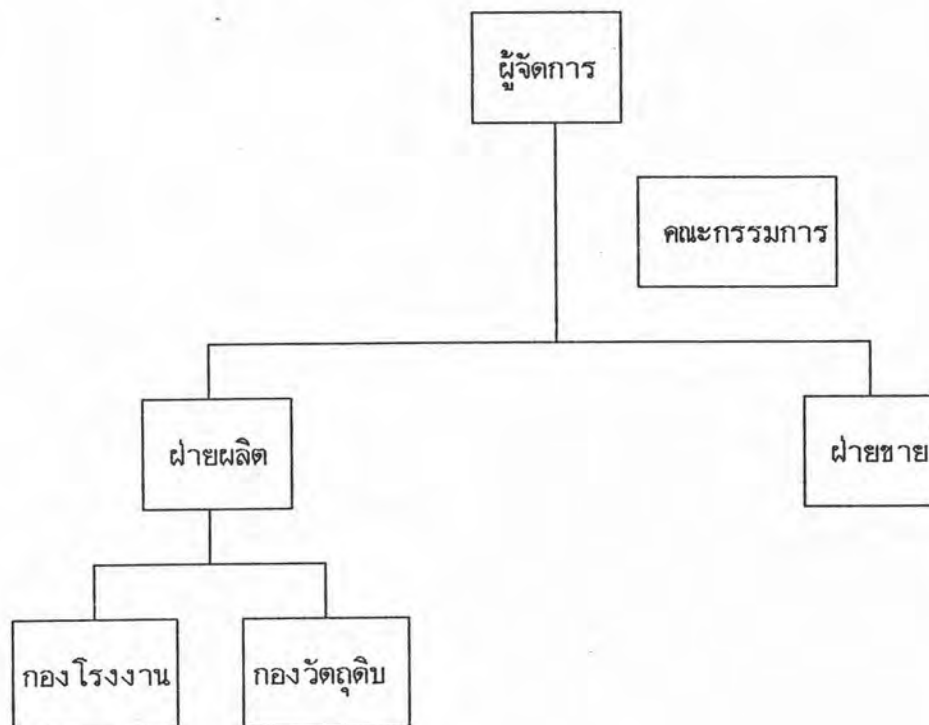 ผู้จัดการ
คณะกรรมการ
ฝ่ายผลิต
ฝ่ายขาย
กองโรงงาน
กองวัตถุดิบ